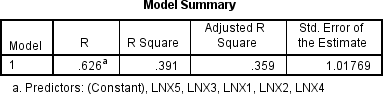 Model Summary
Model R R Square Adjusted R Square Std. Error of the Estimate
1 .626a .391 .359 1.01769
a. Predictors: (Constant), LNX5, LNX3, LNX1, LNX2, LNX4